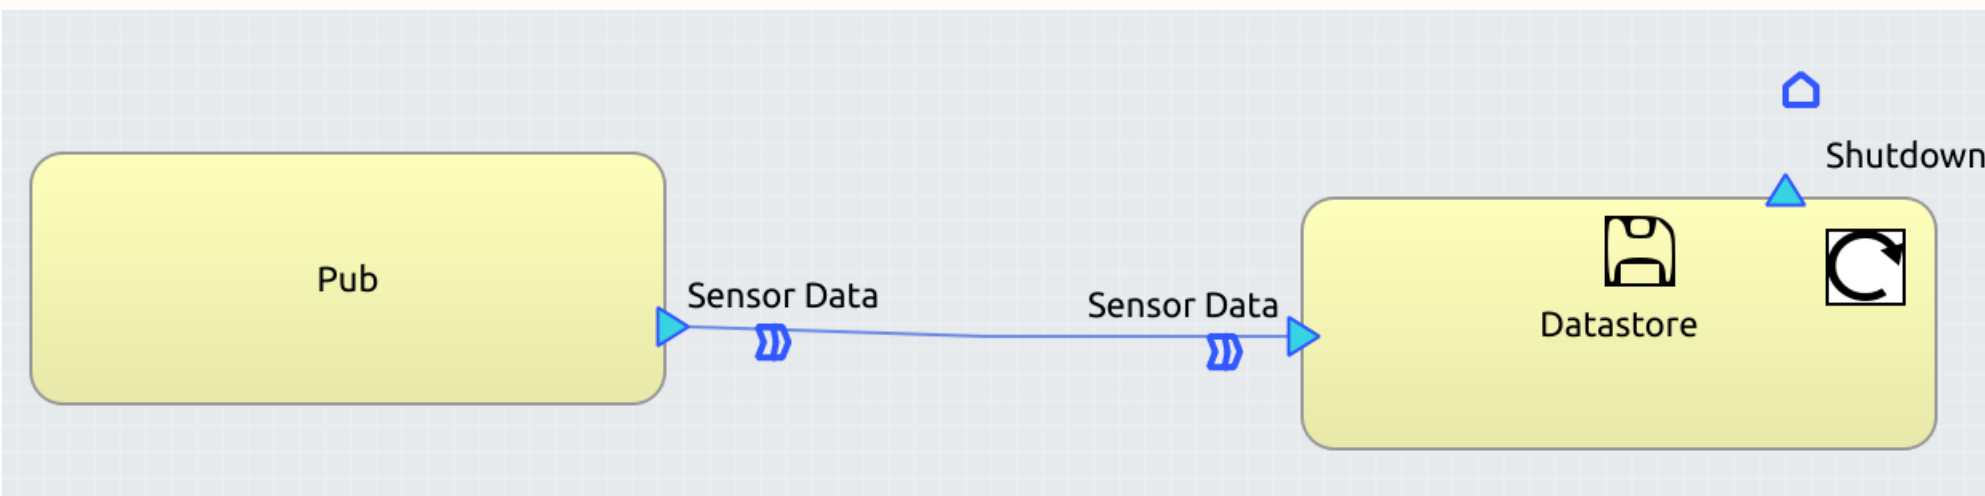 Shutdown
Pub
Sensor Data
Sensor Data
Datastore